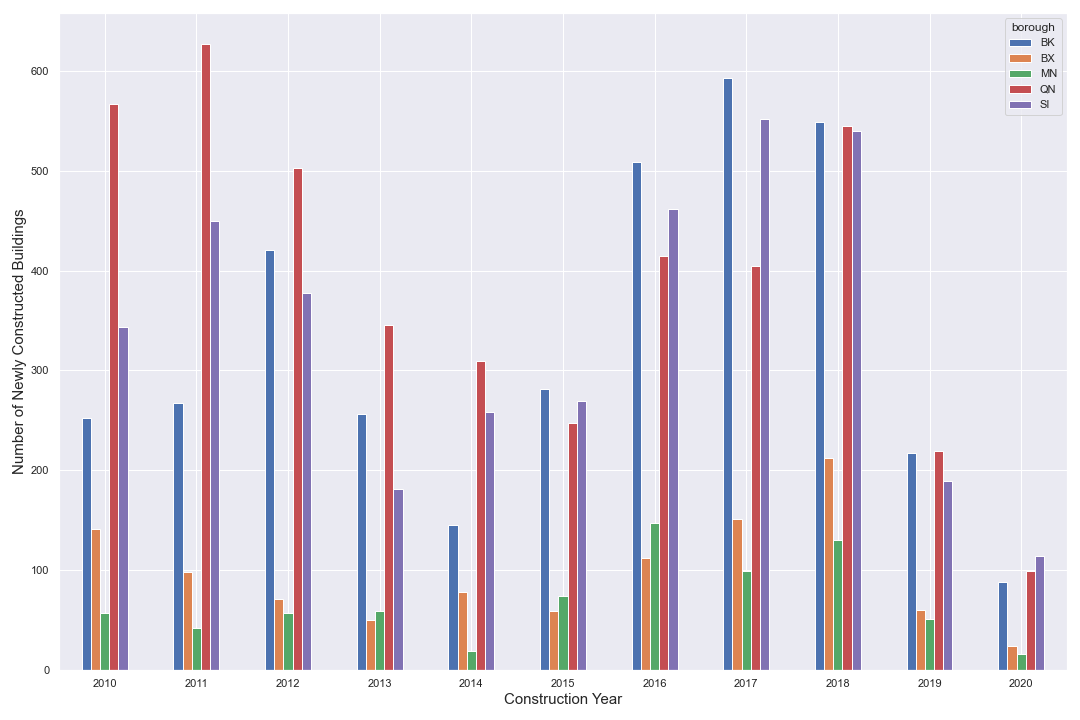 borough
BK
BX
MN
QN
SI
Number of Newly Constructed Buildings
600
500
400
300
200
100
0
2010 2011 2012 2013 2014 2015 2016 2017 2018 2019 2020
Construction Year